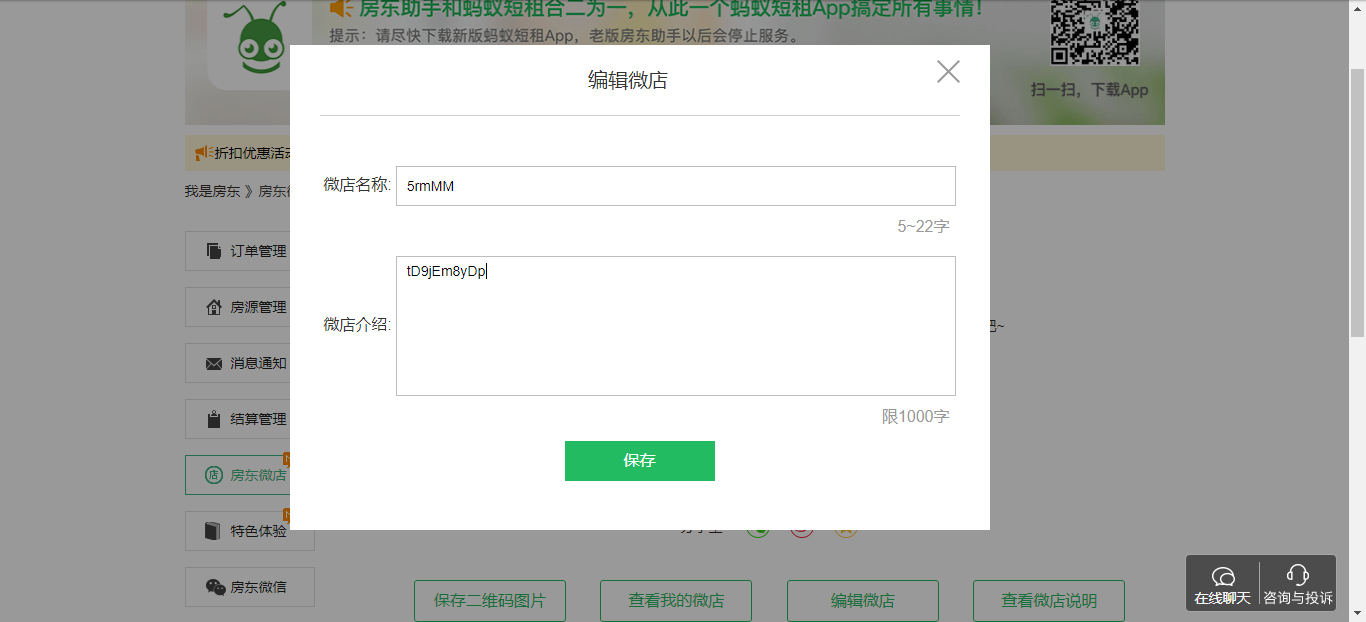 房东助手和蚂蚁短租合二为一，从此一个蚂蚁短租App搞定所有事情！
提示：请尽快下载新版蚂蚁短租App，老版房东助手以后会停止服务。
扫一扫，下载App
编辑微店
折扣优惠活动
我是房东 》房东
微店名称: 5rmMM
5~22字
订单管理
tD9jEm8yDp
房源管理
微店介绍:
吧~
消息通知
限1000字
结算管理
保存
房东微店
特色体验
分享至
房东微信
在线聊天
咨询与投诉
保存二维码图片
查看我的微店
编辑微店
查看微店说明